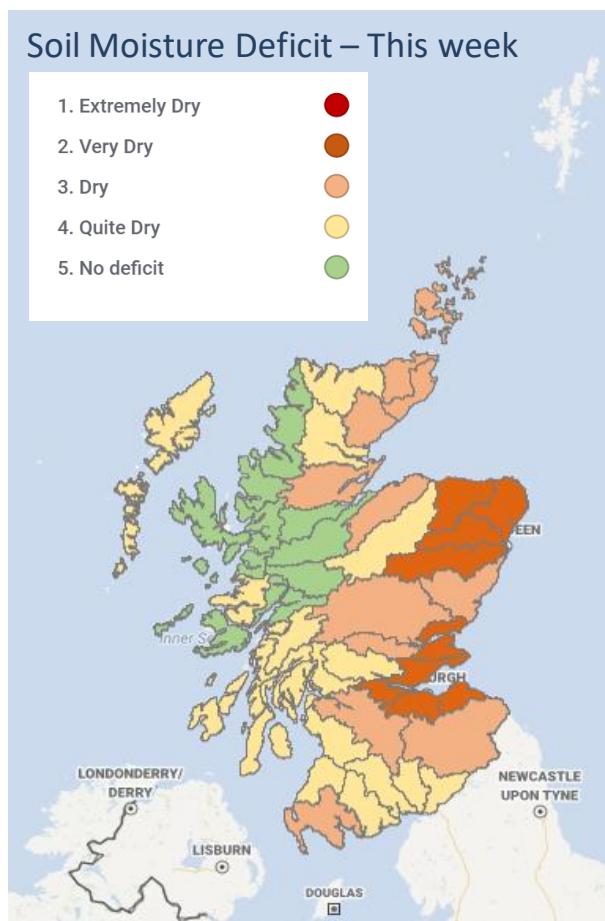 Soil Moisture Deficit – This week
1. Extremely Dry
2. Very Dry
3. Dry
4. Quite Dry
5. No deficit
EEN
Inner Se
URGH
LONDONDERRY/
DERRY
NEWCASTLE
UPON TYNE
LISBURN
DOUGLAS